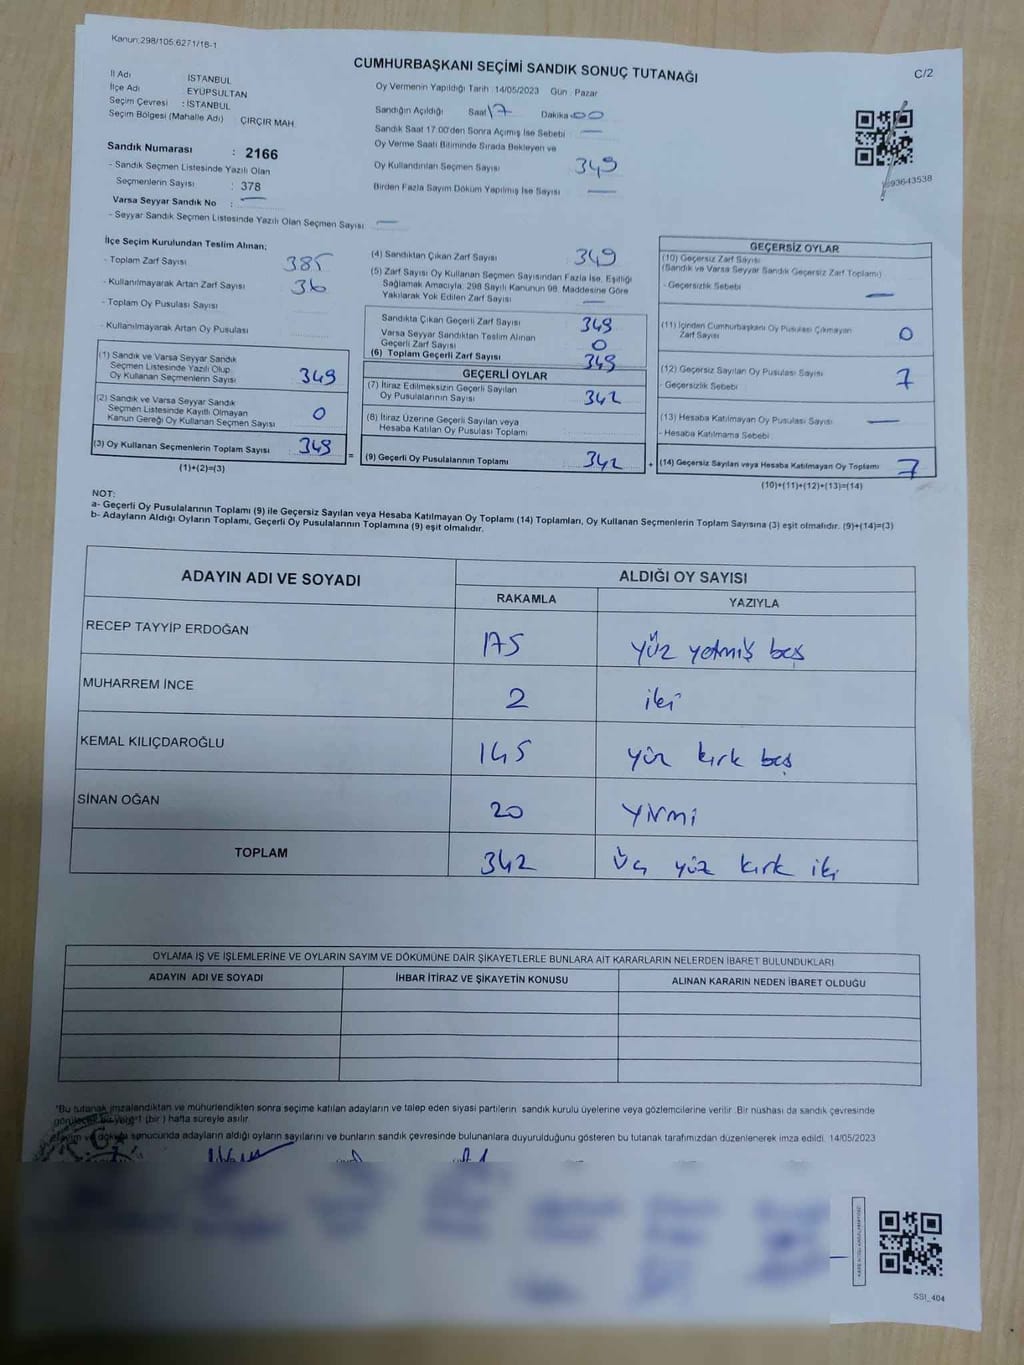 Kanun:298/105;6271/16-1
CUMHURBAŞKANI SEÇİMİ SANDIK SONUÇ TUTANAĞI
C/2
İl Adı : İSTANBUL
İlçe Adı EYÜPSULTAN
Seçim Çevresi : İSTANBUL
Seçim Bölgesi (Mahalle Adı) ÇIRÇIR MAH.
Sandık Numarası : 2166
- Sandık Seçmen Listesinde Yazılı Olan
Seçmenlerin Sayısı : 378
Varsa Seyyar Sandık No : —
- Seyyar Sandık Seçmen Listesinde Yazılı Olan Seçmen Sayısı —
Oy Vermenin Yapıldığı Tarih : 14/05/2023 Gün : Pazar
Sandığın Açıldığı Saat 17 Dakika 00
Sandık Saat 17.00'den Sonra Açımış İse Sebebi —
Oy Verme Saati Bitiminde Sırada Bekleyen ve
Oy Kullandırılan Seçmen Sayısı 349
Birden Fazla Sayım Döküm Yapılmış İse Sayısı —
İlçe Seçim Kurulundan Teslim Alınan;
- Toplam Zarf Sayısı 385
- Kullanılmayarak Artan Zarf Sayısı 36
- Toplam Oy Pusulası Sayısı
- Kullanılmayarak Artan Oy Pusulası
(1) Sandık ve Varsa Seyyar Sandık
Seçmen Listesinde Yazılı Olup
Oy Kullanan Seçmenlerin Sayısı 349
(2) Sandık ve Varsa Seyyar Sandık
Seçmen Listesinde Kayıtlı Olmayan
Kanun Gereği Oy Kullanan Seçmen Sayısı 0
(3) Oy Kullanan Seçmenlerin Toplam Sayısı 349 =
(1)+(2)=(3)
(4) Sandıktan Çıkan Zarf Sayısı 349
(5) Zarf Sayısı Oy Kullanan Seçmen Sayısından Fazla İse, Eşitliği
Sağlamak Amacıyla, 298 Sayılı Kanunun 98. Maddesine Göre
Yakılarak Yok Edilen Zarf Sayısı —
Sandıkta Çıkan Geçerli Zarf Sayısı 349
Varsa Seyyar Sandıktan Teslim Alınan
Geçerli Zarf Sayısı 0
(6) Toplam Geçerli Zarf Sayısı 349
GEÇERLİ OYLAR
(7) İtiraz Edilmeksizin Geçerli Sayılan
Oy Pusulalarının Sayısı 342
(8) İtiraz Üzerine Geçerli Sayılan veya
Hesaba Katılan Oy Pusulası Toplamı
(9) Geçerli Oy Pusulalarının Toplamı 342 +
GEÇERSİZ OYLAR
(10) Geçersiz Zarf Sayısı
(Sandık ve Varsa Seyyar Sandık Geçersiz Zarf Toplamı)
- Geçersizlik Sebebi —
(11) İçinden Cumhurbaşkanı Oy Pusulası Çıkmayan
Zarf Sayısı 0
(12) Geçersiz Sayılan Oy Pusulası Sayısı 7
- Geçersizlik Sebebi
(13) Hesaba Katılmayan Oy Pusulası Sayısı —
- Hesaba Katılmama Sebebi
(14) Geçersiz Sayılan veya Hesaba Katılmayan Oy Toplamı 7
(10)+(11)+(12)+(13)=(14)
NOT:
a- Geçerli Oy Pusulalarının Toplamı (9) ile Geçersiz Sayılan veya Hesaba Katılmayan Oy Toplamı (14) Toplamları, Oy Kullanan Seçmenlerin Toplam Sayısına (3) eşit olmalıdır. (9)+(14)=(3)
b- Adayların Aldığı Oyların Toplamı, Geçerli Oy Pusulalarının Toplamına (9) eşit olmalıdır.
ADAYIN ADI VE SOYADI
ALDIĞI OY SAYISI
RAKAMLA YAZIYLA
RECEP TAYYİP ERDOĞAN 175 yüz yetmiş beş
MUHARREM İNCE 2 iki
KEMAL KILIÇDAROĞLU 145 yüz kırk beş
SİNAN OĞAN 20 yirmi
TOPLAM 342 üç yüz kırk iki
OYLAMA İŞ VE İŞLEMLERİNE VE OYLARIN SAYIM VE DÖKÜMÜNE DAİR ŞİKAYETLERLE BUNLARA AİT KARARLARIN NELERDEN İBARET BULUNDUKLARI
ADAYIN ADI VE SOYADI İHBAR İTİRAZ VE ŞİKAYETİN KONUSU ALINAN KARARIN NEDEN İBARET OLDUĞU
*Bu tutanak imzalandıktan ve mühürlendikten sonra seçime katılan adayların ve talep eden siyasi partilerin sandık kurulu üyelerine veya gözlemcilerine verilir. Bir nüshası da sandık çevresinde
görülecek bir yere 1 (bir) hafta süreyle asılır.
Sayım ve döküm sonucunda adayların aldığı oyların sayılarını ve bunların sandık çevresinde bulunanlara duyurulduğunu gösteren bu tutanak tarafımızdan düzenlenerek imza edildi. 14/05/2023
SSI_404